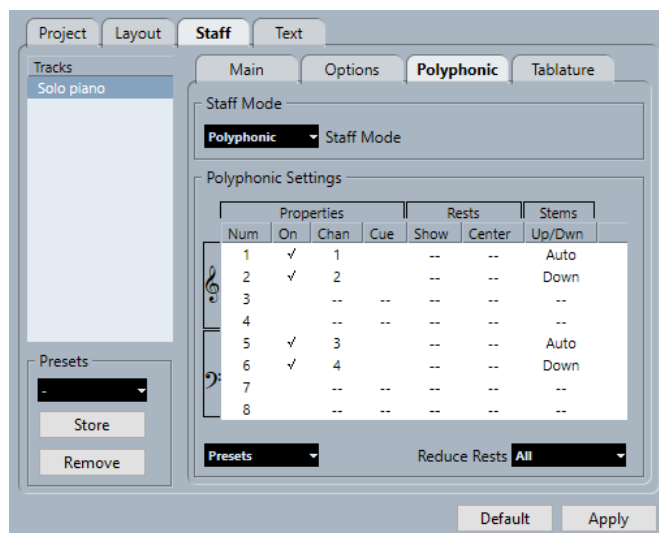 Project Layout Staff Text
Tracks
Solo piano
Main Options Polyphonic Tablature
Staff Mode
Polyphonic Staff Mode
Polyphonic Settings
Properties Rests Stems
Num On Chan Cue Show Center Up/Dwn
1 √ 1 -- -- Auto
2 √ 2 -- -- Down
3 -- -- -- -- --
4 -- -- -- -- --
5 √ 3 -- -- Auto
6 √ 4 -- -- Down
7 -- -- -- -- --
8 -- -- -- -- --
Presets
-
Store
Remove
Presets Reduce Rests All
Default Apply